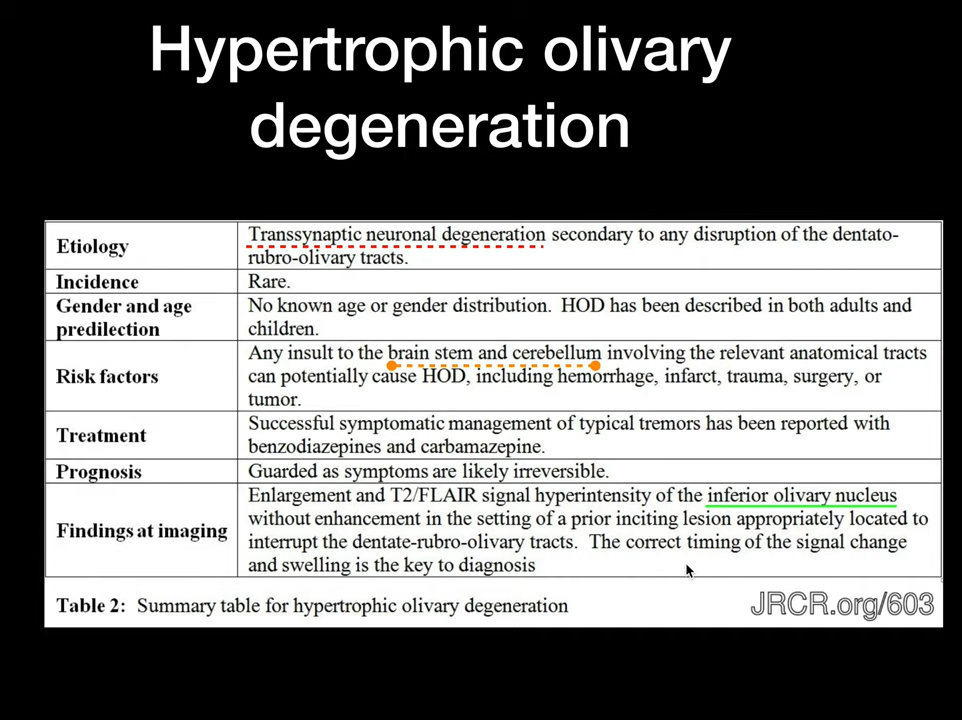 Hypertrophic olivary
degeneration
Etiology
Transsynaptic neuronal degeneration secondary to any disruption of the dentato-
rubro-olivary tracts.
Incidence
Rare.
Gender and age
predilection
No known age or gender distribution. HOD has been described in both adults and
children.
Risk factors
Any insult to the brain stem and cerebellum involving the relevant anatomical tracts
can potentially cause HOD, including hemorrhage, infarct, trauma, surgery, or
tumor.
Treatment
Successful symptomatic management of typical tremors has been reported with
benzodiazepines and carbamazepine.
Prognosis
Guarded as symptoms are likely irreversible.
Findings at imaging
Enlargement and T2/FLAIR signal hyperintensity of the inferior olivary nucleus
without enhancement in the setting of a prior inciting lesion appropriately located to
interrupt the dentate-rubro-olivary tracts. The correct timing of the signal change
and swelling is the key to diagnosis
Table 2: Summary table for hypertrophic olivary degeneration
JRCR.org/603